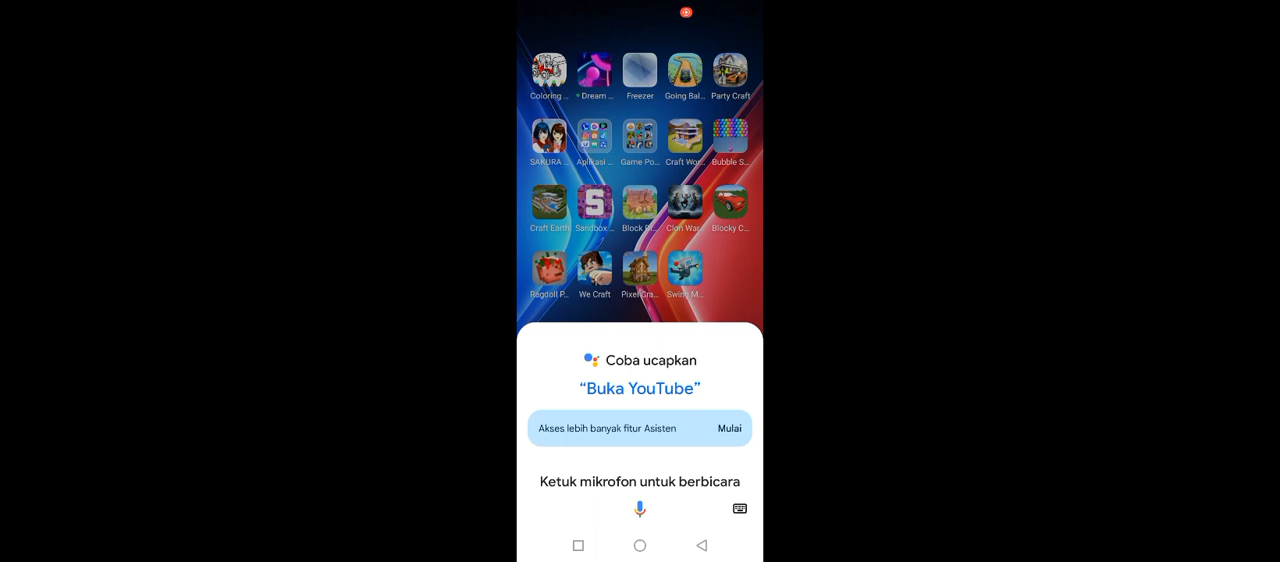 Coloring ...
Dream ...
Freezer
Going Bal...
Party Craft
SAKURA ...
Aplikasi ...
Game Po...
Craft Wor...
Bubble S...
Craft Earth
Sandbox ...
S
Block ...
Clon War...
Blocky C...
Ragdoll P...
We Craft
Pixel Gra...
Swing M...
Coba ucapkan
“Buka YouTube”
Akses lebih banyak fitur Asisten
Mulai
Ketuk mikrofon untuk berbicara